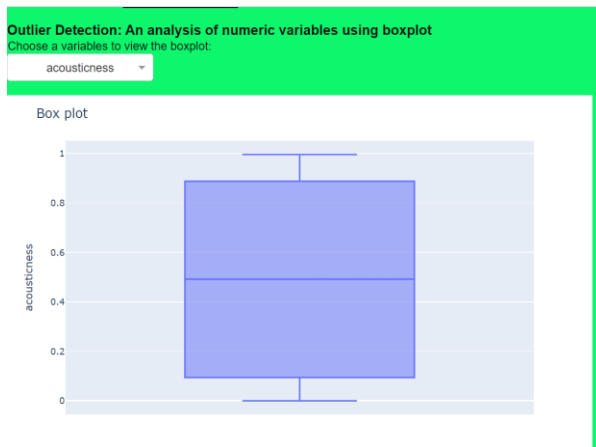 Outlier Detection: An analysis of numeric variables using boxplot
Choose a variables to view the boxplot:
acousticness
Box plot
1
0.8
0.6
0.4
0.2
0
acousticness